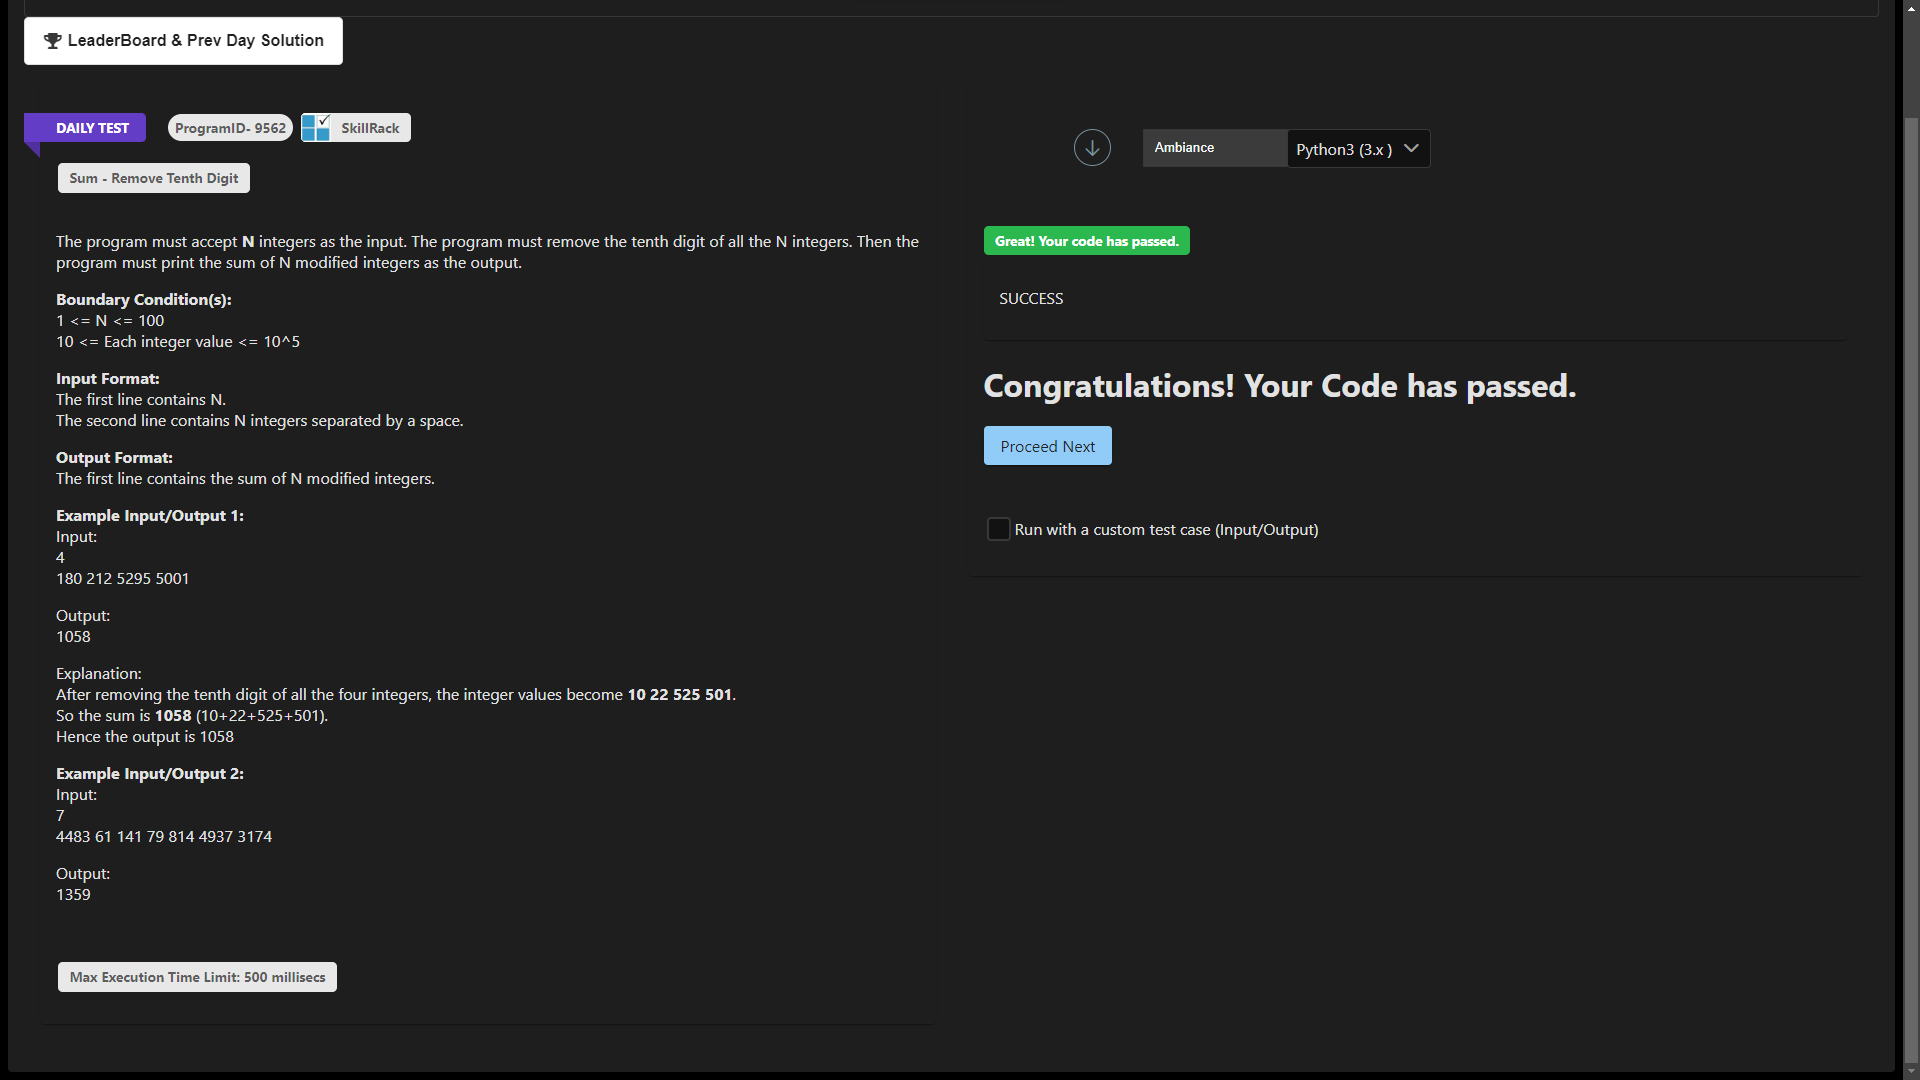 LeaderBoard & Prev Day Solution
DAILY TEST
ProgramID- 9562
SkillRack
Ambiance
Python3 (3.x )
Sum - Remove Tenth Digit
The program must accept N integers as the input. The program must remove the tenth digit of all the N integers. Then the
program must print the sum of N modified integers as the output.
Boundary Condition(s):
1 <= N <= 100
10 <= Each integer value <= 10^5
Input Format:
The first line contains N.
The second line contains N integers separated by a space.
Output Format:
The first line contains the sum of N modified integers.
Example Input/Output 1:
Input:
4
180 212 5295 5001
Output:
1058
Explanation:
After removing the tenth digit of all the four integers, the integer values become 10 22 525 501.
So the sum is 1058 (10+22+525+501).
Hence the output is 1058
Example Input/Output 2:
Input:
7
4483 61 141 79 814 4937 3174
Output:
1359
Max Execution Time Limit: 500 millisecs
Great! Your code has passed.
SUCCESS
Congratulations! Your Code has passed.
Proceed Next
Run with a custom test case (Input/Output)